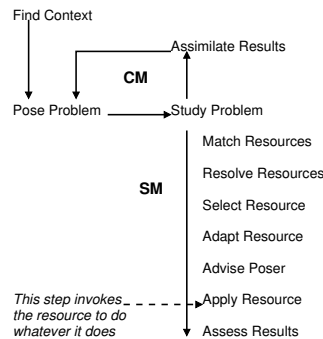 Find Context
Assimilate Results
CM
Pose Problem
Study Problem
Match Resources
Resolve Resources
SM
Select Resource
Adapt Resource
Advise Poser
This step invokes
the resource to do
whatever it does
Apply Resource
Assess Results